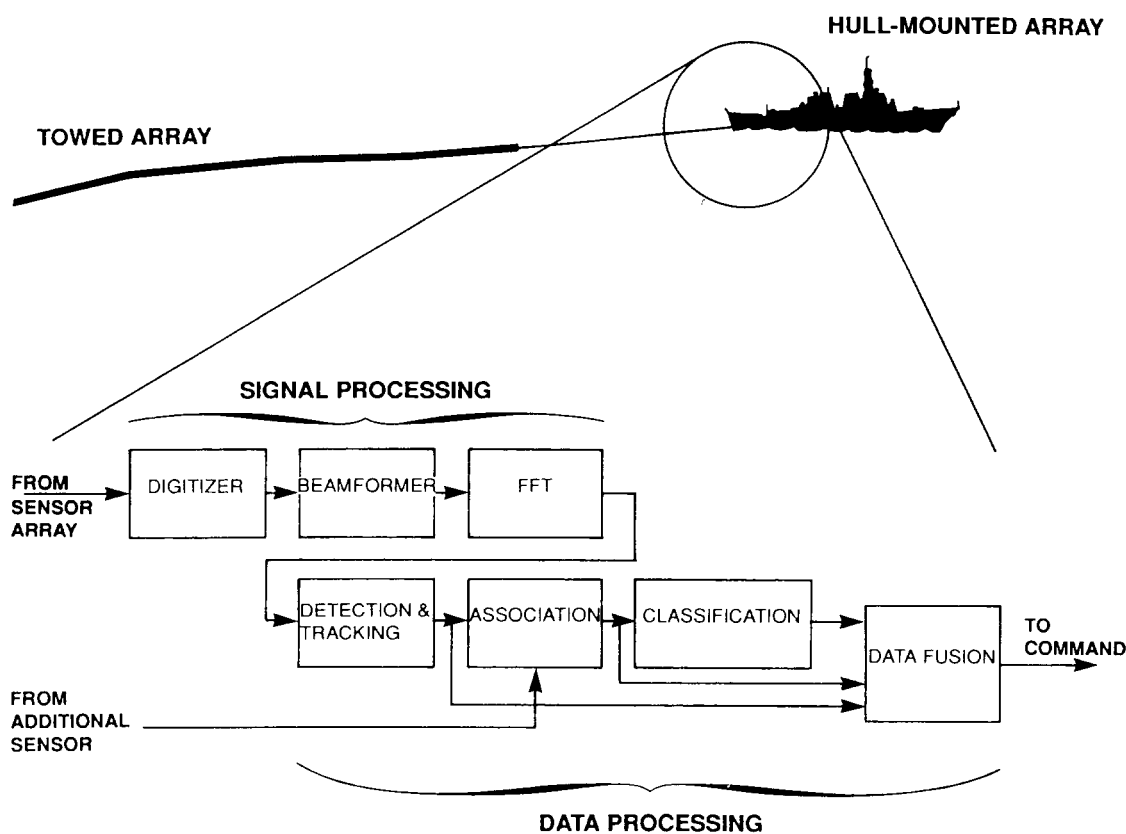 HULL-MOUNTED ARRAY
TOWED ARRAY
SIGNAL PROCESSING
FROM
SENSOR
ARRAY
DIGITIZER
BEAMFORMER
FFT
DETECTION &
TRACKING
ASSOCIATION
CLASSIFICATION
DATA FUSION
TO
COMMAND
FROM
ADDITIONAL
SENSOR
DATA PROCESSING